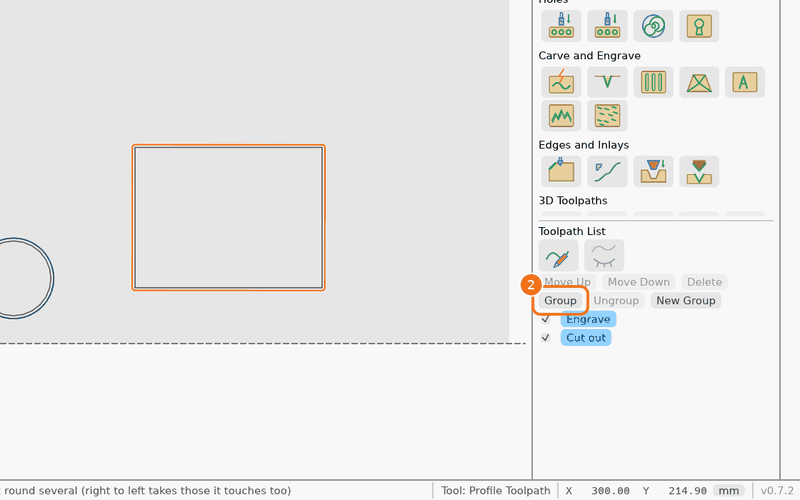 Holes
Carve and Engrave
A
Edges and Inlays
3D Toolpaths
Toolpath List
Move Up Move Down Delete
2
Group Ungroup New Group
Engrave
Cut out
round several (right to left takes those it touches too) Tool: Profile Toolpath X 300.00 Y 214.90 mm v0.7.2